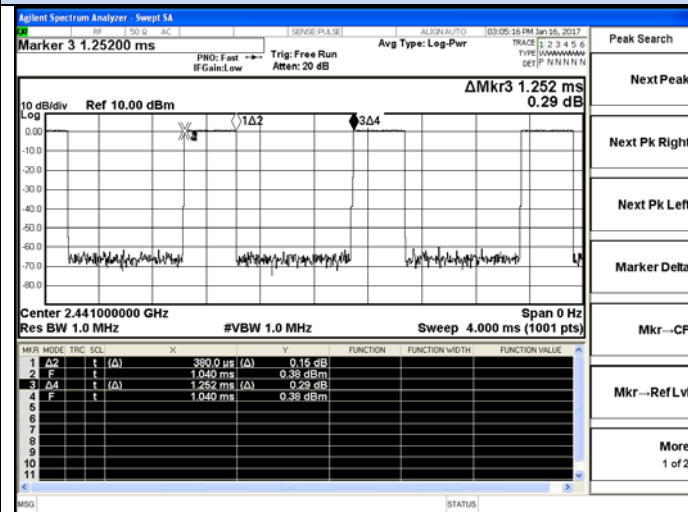 Agilent Spectrum Analyzer - Swept SA
RF 50 Ω AC SENSE:PULSE ALIGN AUTO 03:05:16 PM Jan 16, 2017
Marker 3 1.25200 ms
PNO: Fast
IFGain:Low
Trig: Free Run
Atten: 20 dB
Avg Type: Log-Pwr
TRACE 1 2 3 4 5 6
TYPE
DET P N N N N N
ΔMkr3 1.252 ms
0.29 dB
10 dB/div Ref 10.00 dBm
Log
1Δ2
3Δ4
0.00
-10.0
-20.0
-30.0
-40.0
-50.0
-60.0
-70.0
-80.0
Center 2.441000000 GHz Span 0 Hz
Res BW 1.0 MHz #VBW 1.0 MHz Sweep 4.000 ms (1001 pts)
MKR MODE TRC SCL X Y FUNCTION FUNCTION WIDTH FUNCTION VALUE
1 Δ2 t (Δ) 380.0 µs (Δ) 0.15 dB
2 F t 1.040 ms 0.38 dBm
3 Δ4 t (Δ) 1.252 ms (Δ) 0.29 dB
4 F t 1.040 ms 0.38 dBm
5
6
7
8
9
10
11
MSG STATUS
Peak Search
Next Peak
Next Pk Right
Next Pk Left
Marker Delta
Mkr→CF
Mkr→Ref Lvl
More
1 of 2